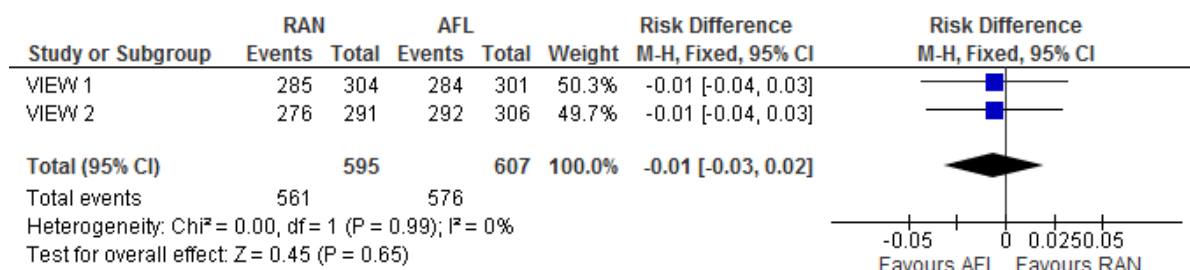 RAN AFL Risk Difference Risk Difference
Study or Subgroup Events Total Events Total Weight M-H, Fixed, 95% CI M-H, Fixed, 95% CI
VIEW 1 285 304 284 301 50.3% -0.01 [-0.04, 0.03]
VIEW 2 276 291 292 306 49.7% -0.01 [-0.04, 0.03]
Total (95% CI) 595 607 100.0% -0.01 [-0.03, 0.02]
Total events 561 576
Heterogeneity: Chi² = 0.00, df = 1 (P = 0.99); I² = 0%
Test for overall effect: Z = 0.45 (P = 0.65)
-0.05 0 0.025 0.05
Favours AFL Favours RAN